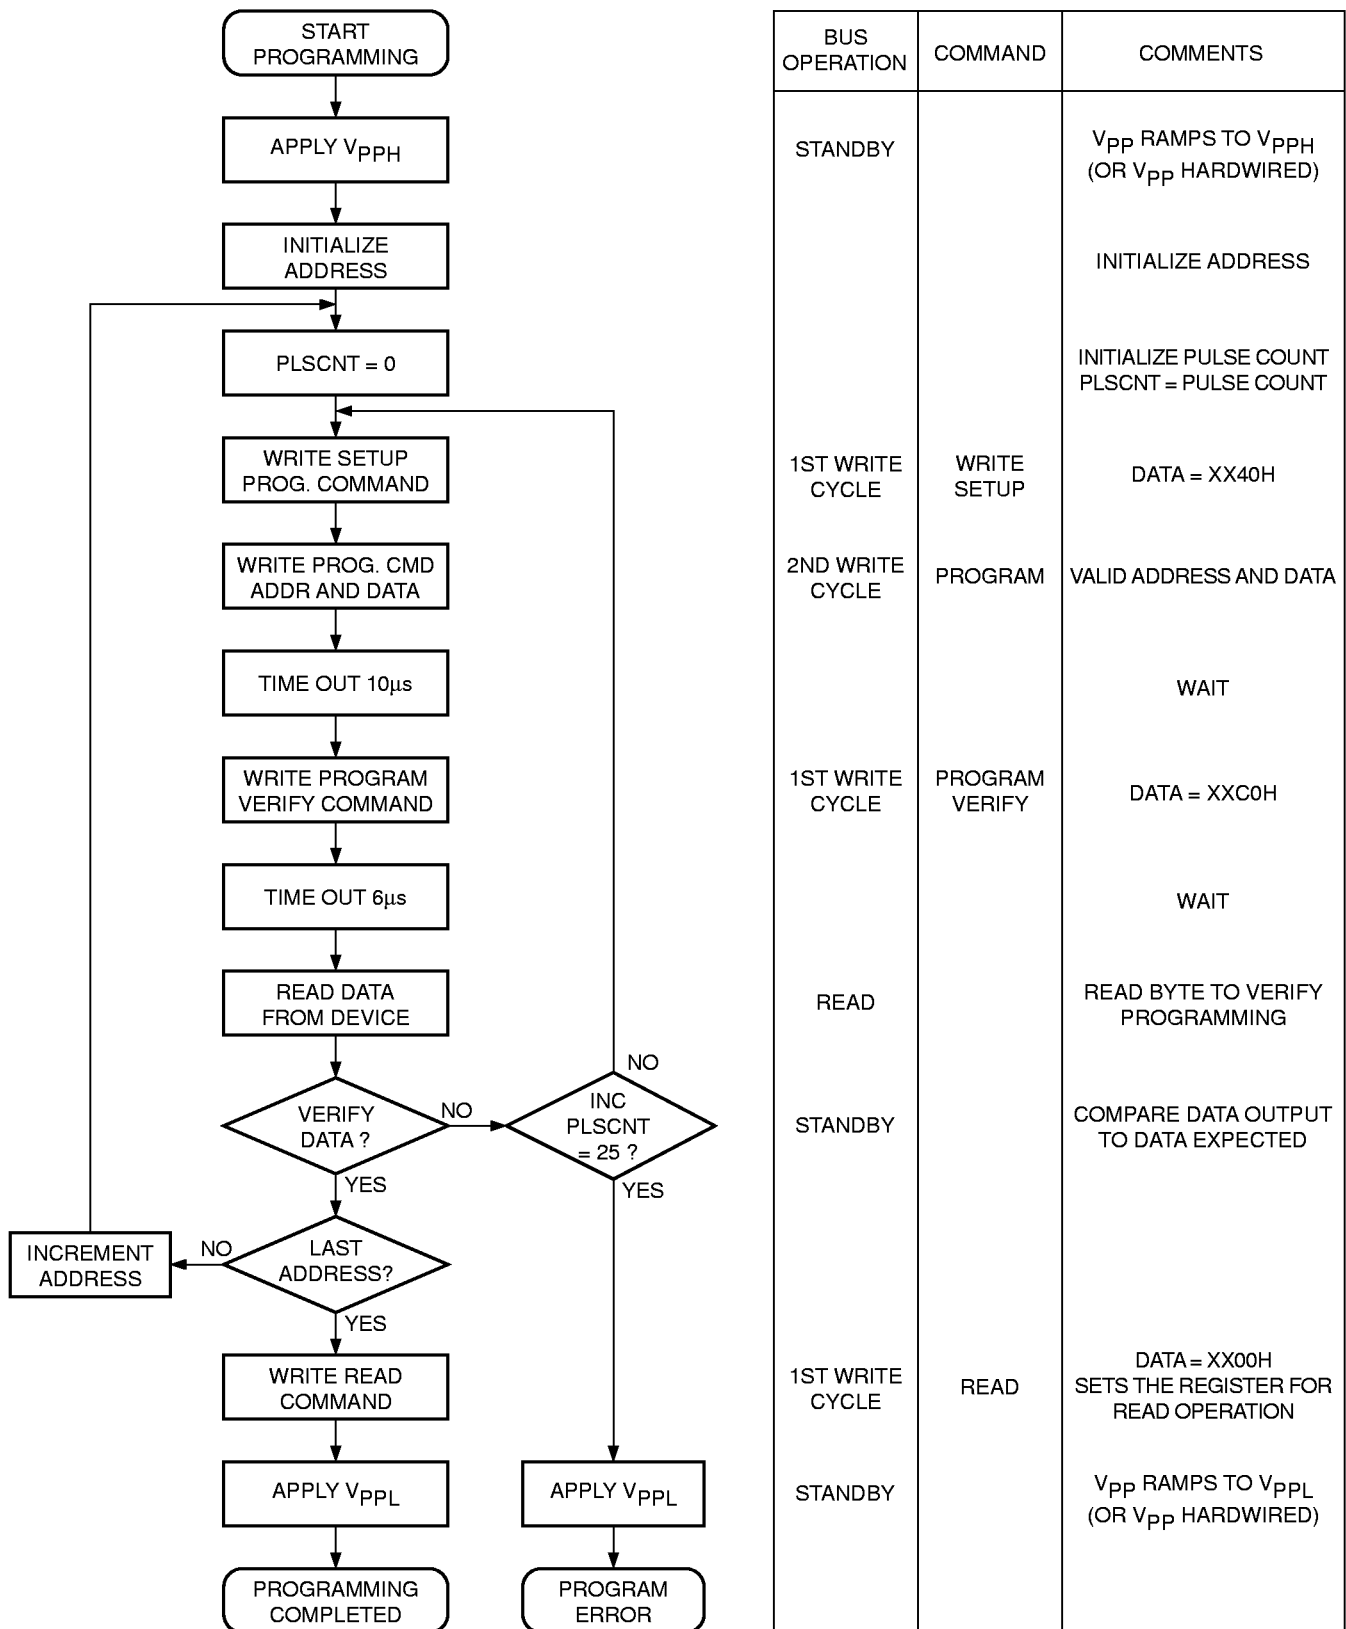 START
PROGRAMMING
APPLY VPPH
INITIALIZE
ADDRESS
PLSCNT = 0
WRITE SETUP
PROG. COMMAND
WRITE PROG. CMD
ADDR AND DATA
TIME OUT 10µs
WRITE PROGRAM
VERIFY COMMAND
TIME OUT 6µs
READ DATA
FROM DEVICE
VERIFY
DATA ?
NO
YES
INC
PLSCNT
= 25 ?
NO
YES
LAST
ADDRESS?
NO
YES
INCREMENT
ADDRESS
WRITE READ
COMMAND
APPLY VPPL
PROGRAMMING
COMPLETED
APPLY VPPL
PROGRAM
ERROR
BUS
OPERATION
COMMAND
COMMENTS
STANDBY
VPP RAMPS TO VPPH
(OR VPP HARDWIRED)
INITIALIZE ADDRESS
INITIALIZE PULSE COUNT
PLSCNT = PULSE COUNT
1ST WRITE
CYCLE
WRITE
SETUP
DATA = XX40H
2ND WRITE
CYCLE
PROGRAM
VALID ADDRESS AND DATA
WAIT
1ST WRITE
CYCLE
PROGRAM
VERIFY
DATA = XXC0H
WAIT
READ
READ BYTE TO VERIFY
PROGRAMMING
STANDBY
COMPARE DATA OUTPUT
TO DATA EXPECTED
1ST WRITE
CYCLE
READ
DATA = XX00H
SETS THE REGISTER FOR
READ OPERATION
STANDBY
VPP RAMPS TO VPPL
(OR VPP HARDWIRED)